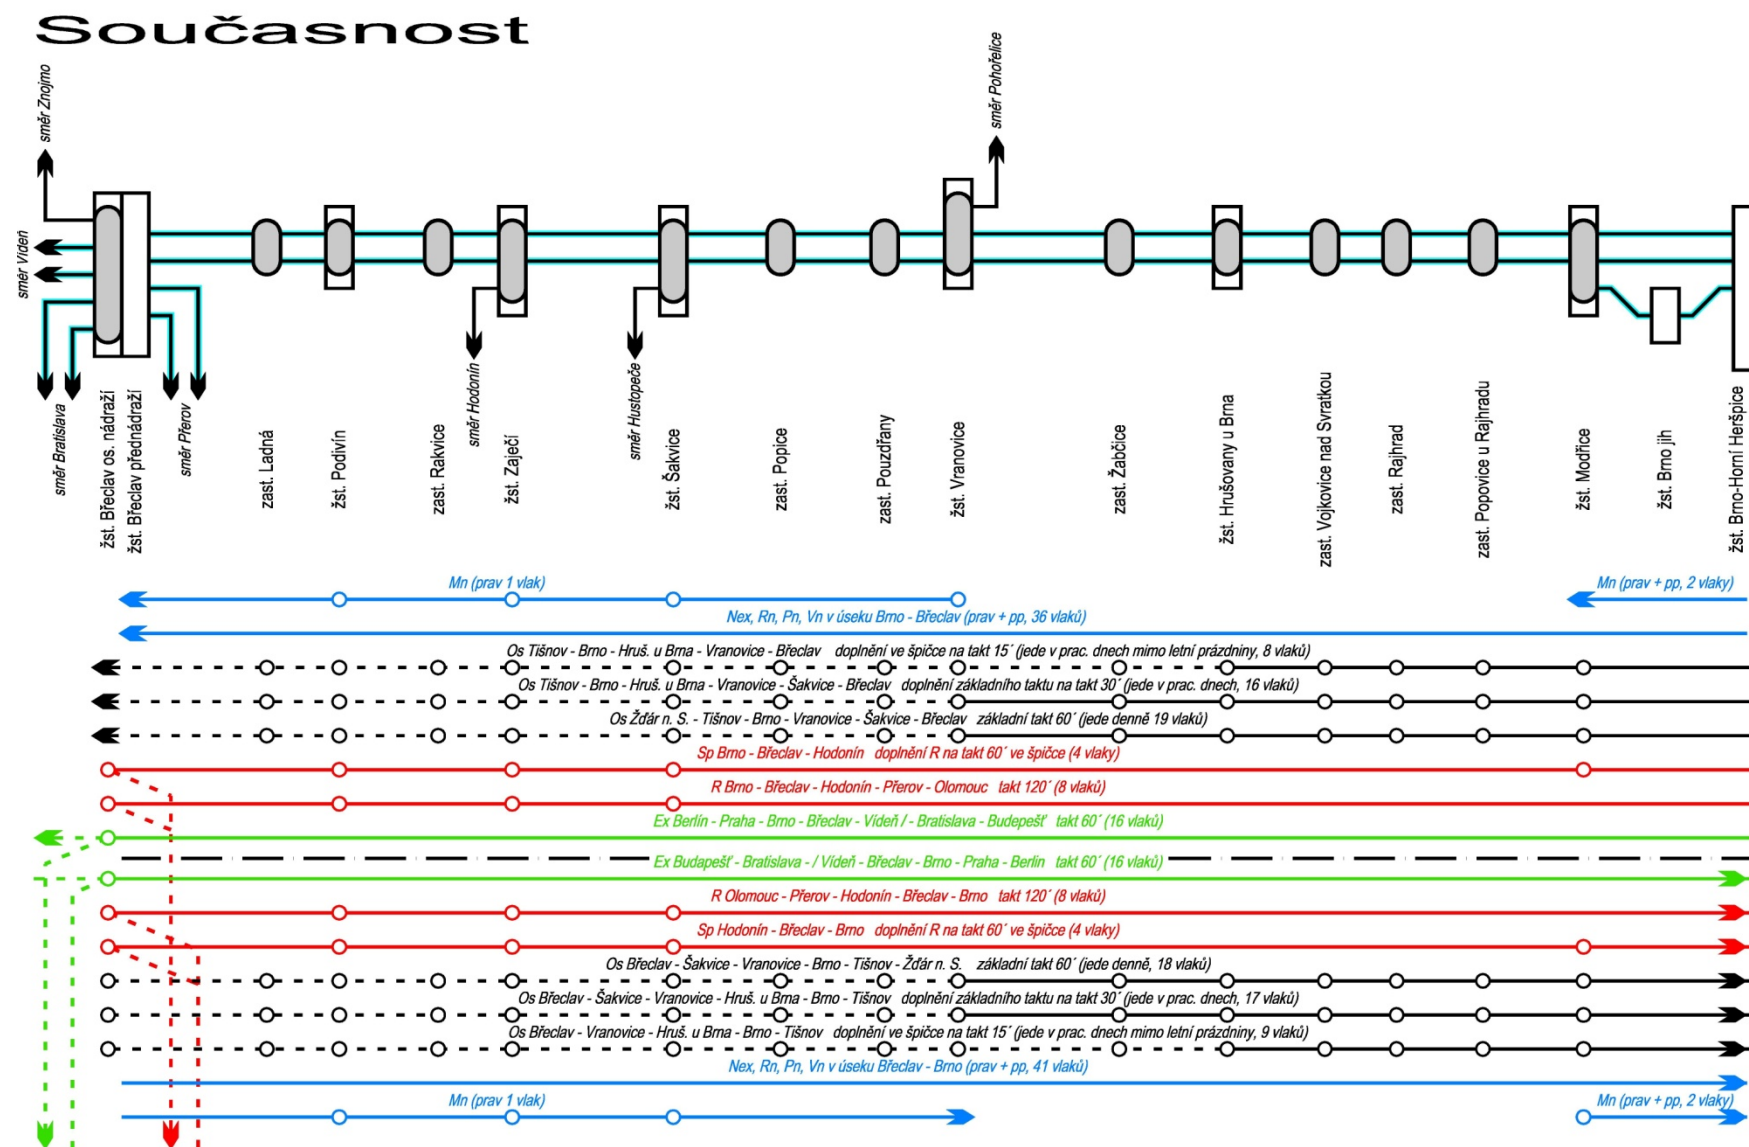 Současnost
směr Znojmo
směr Pohořelice
směr Vídeň
směr Bratislava
žst. Břeclav os. nádraží
žst. Břeclav přednádraží
směr Přerov
zast. Ladná
žst. Podivín
zast. Rakvice
směr Hodonín
žst. Zaječí
směr Hustopeče
žst. Šakvice
zast. Popice
zast. Pouzdřany
žst. Vranovice
zast. Žabčice
žst. Hrušovany u Brna
zast. Vojkovice nad Svratkou
zast. Rajhrad
zast. Popovice u Rajhradu
žst. Modřice
žst. Brno jih
žst. Brno-Horní Heršpice
Mn (prav 1 vlak)
Mn (prav + pp, 2 vlaky)
Nex, Rn, Pn, Vn v úseku Brno - Břeclav (prav + pp, 36 vlaků)
Os Tišnov - Brno - Hruš. u Brna - Vranovice - Břeclav doplnění ve špičce na takt 15´ (jede v prac. dnech mimo letní prázdniny, 8 vlaků)
Os Tišnov - Brno - Hruš. u Brna - Vranovice - Šakvice - Břeclav doplnění základního taktu na takt 30´ (jede v prac. dnech, 16 vlaků)
Os Žďár n. S. - Tišnov - Brno - Vranovice - Šakvice - Břeclav základní takt 60´ (jede denně 19 vlaků)
Sp Brno - Břeclav - Hodonín doplnění R na takt 60´ ve špičce (4 vlaky)
R Brno - Břeclav - Hodonín - Přerov - Olomouc takt 120´ (8 vlaků)
Ex Berlín - Praha - Brno - Břeclav - Vídeň / - Bratislava - Budepešť takt 60´ (16 vlaků)
Ex Budapešť - Bratislava - / Vídeň - Břeclav - Brno - Praha - Berlin takt 60´ (16 vlaků)
R Olomouc - Přerov - Hodonín - Břeclav - Brno takt 120´ (8 vlaků)
Sp Hodonín - Břeclav - Brno doplnění R na takt 60´ ve špičce (4 vlaky)
Os Břeclav - Šakvice - Vranovice - Brno - Tišnov - Žďár n. S. základní takt 60´ (jede denně, 18 vlaků)
Os Břeclav - Šakvice - Vranovice - Hruš. u Brna - Brno - Tišnov doplnění základního taktu na takt 30´ (jede v prac. dnech, 17 vlaků)
Os Břeclav - Vranovice - Hruš. u Brna - Brno - Tišnov doplnění ve špičce na takt 15´ (jede v prac. dnech mimo letní prázdniny, 9 vlaků)
Nex, Rn, Pn, Vn v úseku Břeclav - Brno (prav + pp, 41 vlaků)
Mn (prav 1 vlak)
Mn (prav + pp, 2 vlaky)